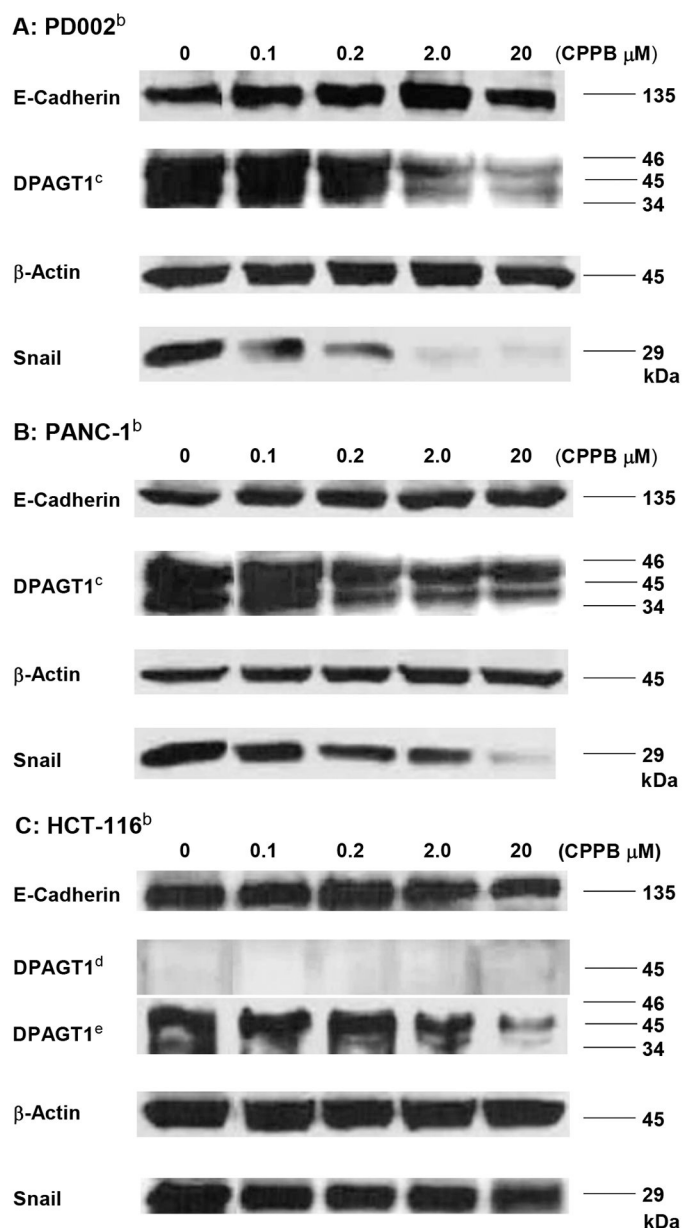 A: PD002b
0 0.1 0.2 2.0 20 (CPPB μM)
E-Cadherin 135
DPAGT1c 46
45
34
β-Actin 45
Snail 29
kDa
B: PANC-1b
0 0.1 0.2 2.0 20 (CPPB μM)
E-Cadherin 135
DPAGT1c 46
45
34
β-Actin 45
Snail 29
kDa
C: HCT-116b
0 0.1 0.2 2.0 20 (CPPB μM)
E-Cadherin 135
DPAGT1d 45
46
DPAGT1e 45
34
β-Actin 45
Snail 29
kDa